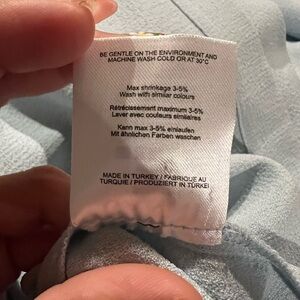 BE GENTLE ON THE ENVIRONMENT AND
MACHINE WASH COLD OR AT 30°C
Max shrinkage 3-5%
Wash with similar colours
Rétrécissement maximum 3-5%
Laver avec couleurs similaires
Kann max 3-5% einlaufen
Mit ähnlichen Farben waschen
MADE IN TURKEY / FABRIQUÉ AU
TURQUIE / PRODUZIERT IN TÜRKEI